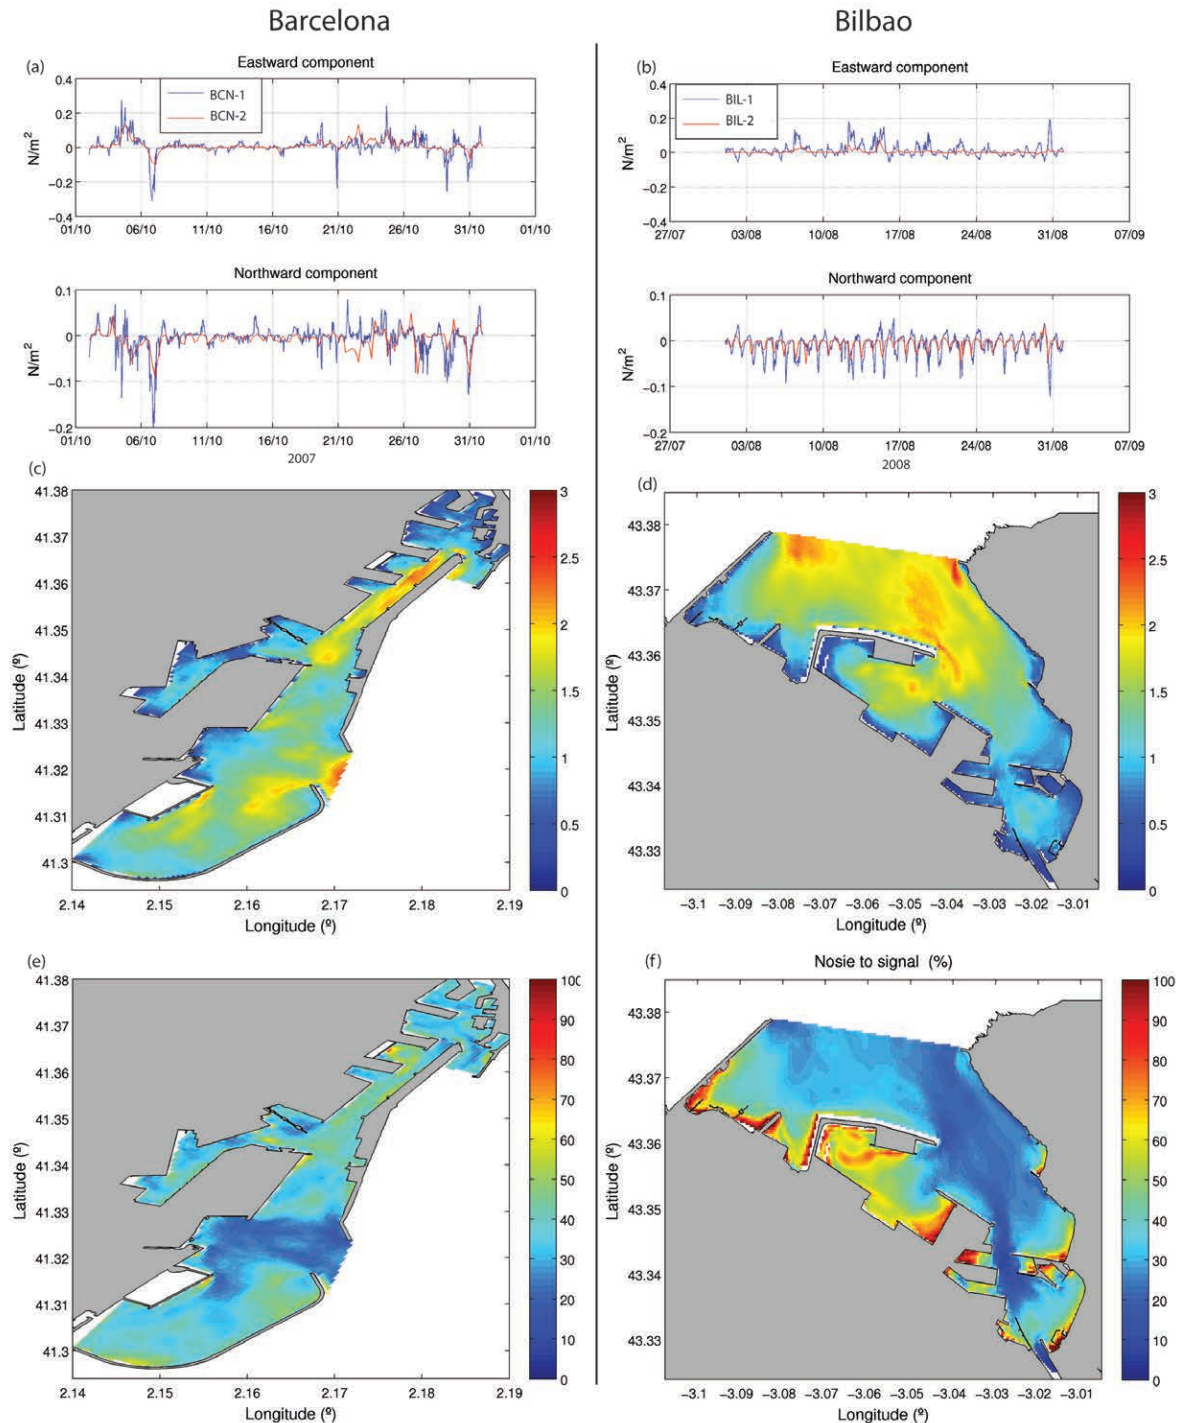 Barcelona
Bilbao
(a)
Eastward component
0.4
0.2
0
−0.2
−0.4
N/m2
BCN-1
BCN-2
01/10 06/10 11/10 16/10 21/10 26/10 31/10 01/10
Northward component
0.1
0
−0.1
−0.2
N/m2
01/10 06/10 11/10 16/10 21/10 26/10 31/10 01/10
2007
(b)
Eastward component
0.4
0.2
0
−0.2
−0.4
N/m2
BIL-1
BIL-2
27/07 03/08 10/08 17/08 24/08 31/08 07/09
Northward component
0.1
0
−0.1
−0.2
N/m2
27/07 03/08 10/08 17/08 24/08 31/08 07/09
2008
(c)
41.38
41.37
41.36
41.35
41.34
41.33
41.32
41.31
41.3
Latitude (º)
2.14 2.15 2.16 2.17 2.18 2.19
Longitude (º)
3
2.5
2
1.5
1
0.5
0
(d)
43.88
43.37
43.36
43.35
43.34
43.33
Latitude (º)
−3.1 −3.09 −3.08 −3.07 −3.06 −3.05 −3.04 −3.03 −3.02 −3.01
Longitude (º)
3
2.5
2
1.5
1
0.5
0
(e)
41.38
41.37
41.36
41.35
41.34
41.33
41.32
41.31
41.3
Latitude (º)
2.14 2.15 2.16 2.17 2.18 2.19
Longitude (º)
100
90
80
70
60
50
40
30
20
10
0
(f)
Nosie to signal (%)
43.88
43.37
43.36
43.35
43.34
43.33
Latitude (º)
−3.1 −3.09 −3.08 −3.07 −3.06 −3.05 −3.04 −3.03 −3.02 −3.01
Longitude (º)
100
90
80
70
60
50
40
30
20
10
0